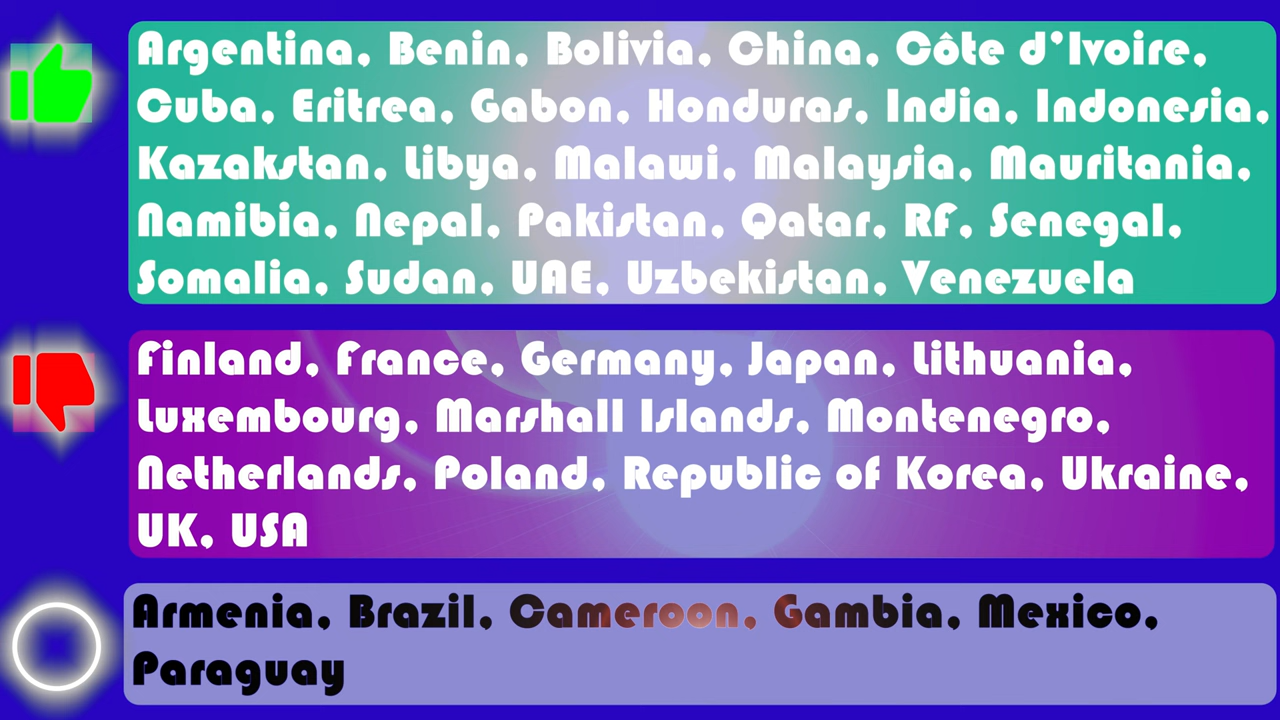 Argentina, Benin, Bolivia, China, Côte d’Ivoire,
Cuba, Eritrea, Gabon, Honduras, India, Indonesia,
Kazakstan, Libya, Malawi, Malaysia, Mauritania,
Namibia, Nepal, Pakistan, Qatar, RF, Senegal,
Somalia, Sudan, UAE, Uzbekistan, Venezuela
Finland, France, Germany, Japan, Lithuania,
Luxembourg, Marshall Islands, Montenegro,
Netherlands, Poland, Republic of Korea, Ukraine,
UK, USA
Armenia, Brazil, Cameroon, Gambia, Mexico,
Paraguay